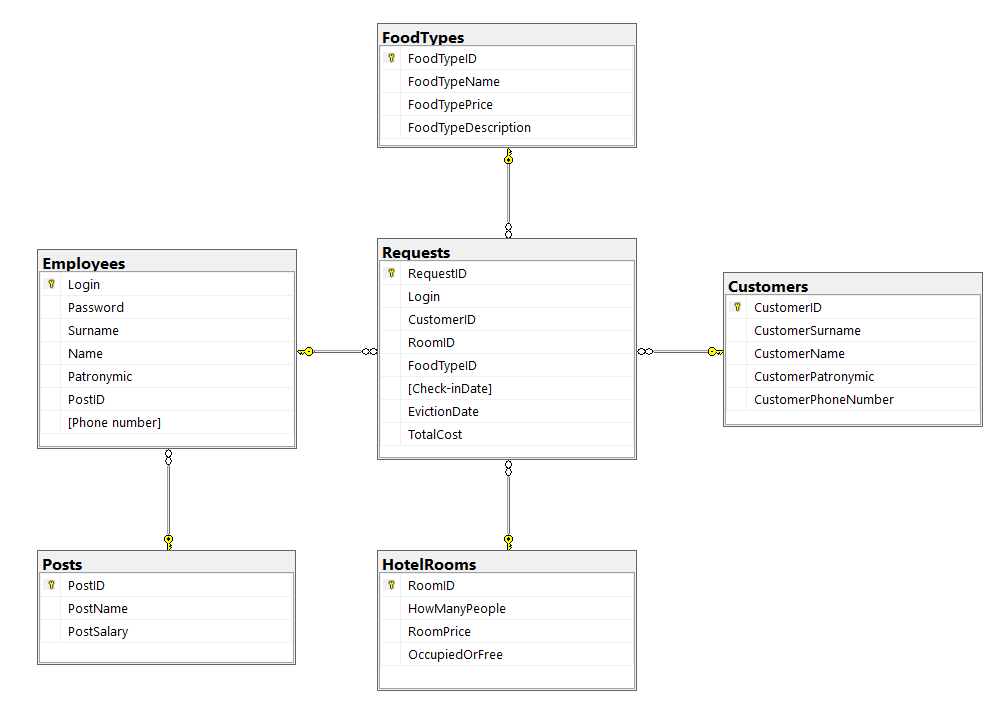 FoodTypes
FoodTypeID
FoodTypeName
FoodTypePrice
FoodTypeDescription
Employees
Login
Password
Surname
Name
Patronymic
PostID
[Phone number]
Requests
RequestID
Login
CustomerID
RoomID
FoodTypeID
[Check-inDate]
EvictionDate
TotalCost
Customers
CustomerID
CustomerSurname
CustomerName
CustomerPatronymic
CustomerPhoneNumber
Posts
PostID
PostName
PostSalary
HotelRooms
RoomID
HowManyPeople
RoomPrice
OccupiedOrFree